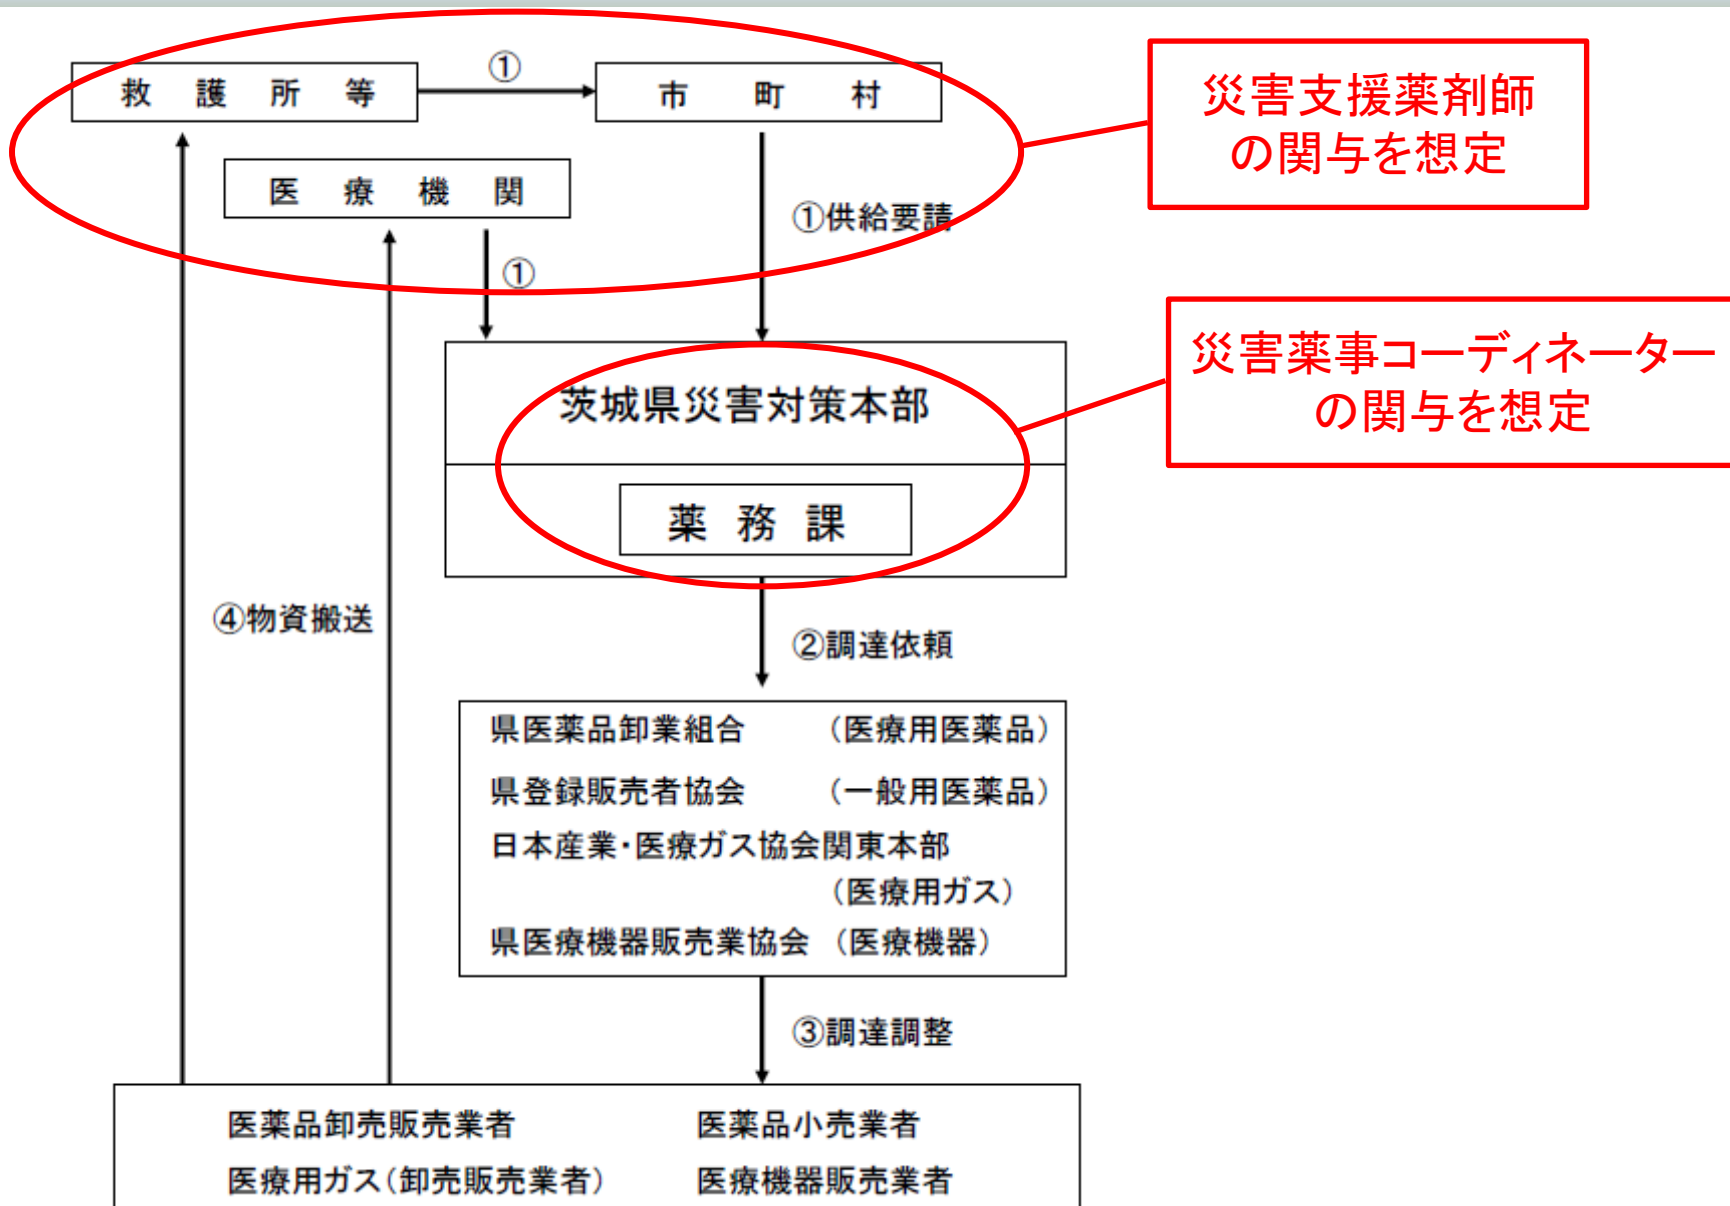 救護所等
①
市町村
災害支援薬剤師
の関与を想定
医療機関
①供給要請
①
災害薬事コーディネーター
の関与を想定
茨城県災害対策本部
薬務課
④物資搬送
②調達依頼
県医薬品卸業組合 （医療用医薬品）
県登録販売者協会 （一般用医薬品）
日本産業・医療ガス協会関東本部
（医療用ガス）
県医療機器販売業協会 （医療機器）
③調達調整
医薬品卸売販売業者 医薬品小売業者
医療用ガス（卸売販売業者） 医療機器販売業者